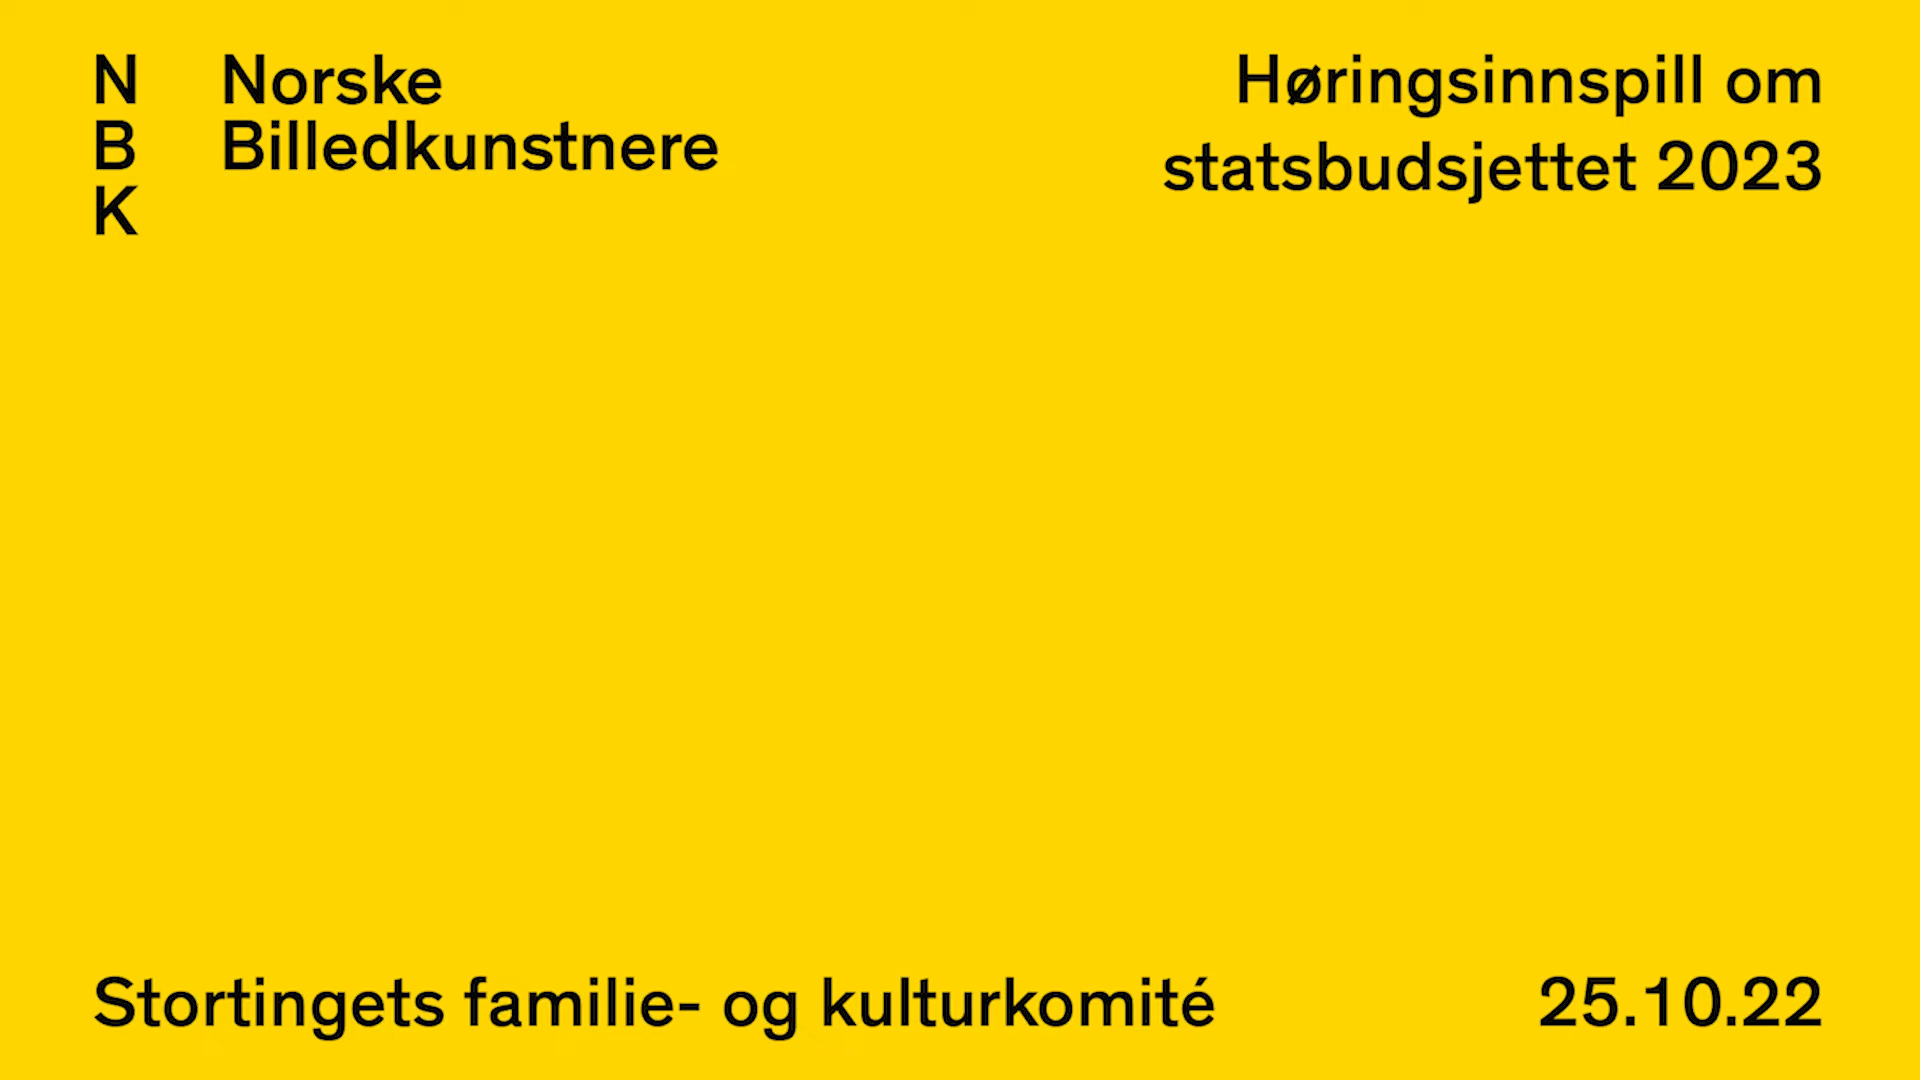 N
B
K
Norske
Billedkunstnere
Høringsinnspill om
statsbudsjettet 2023
Stortingets familie- og kulturkomité
25.10.22